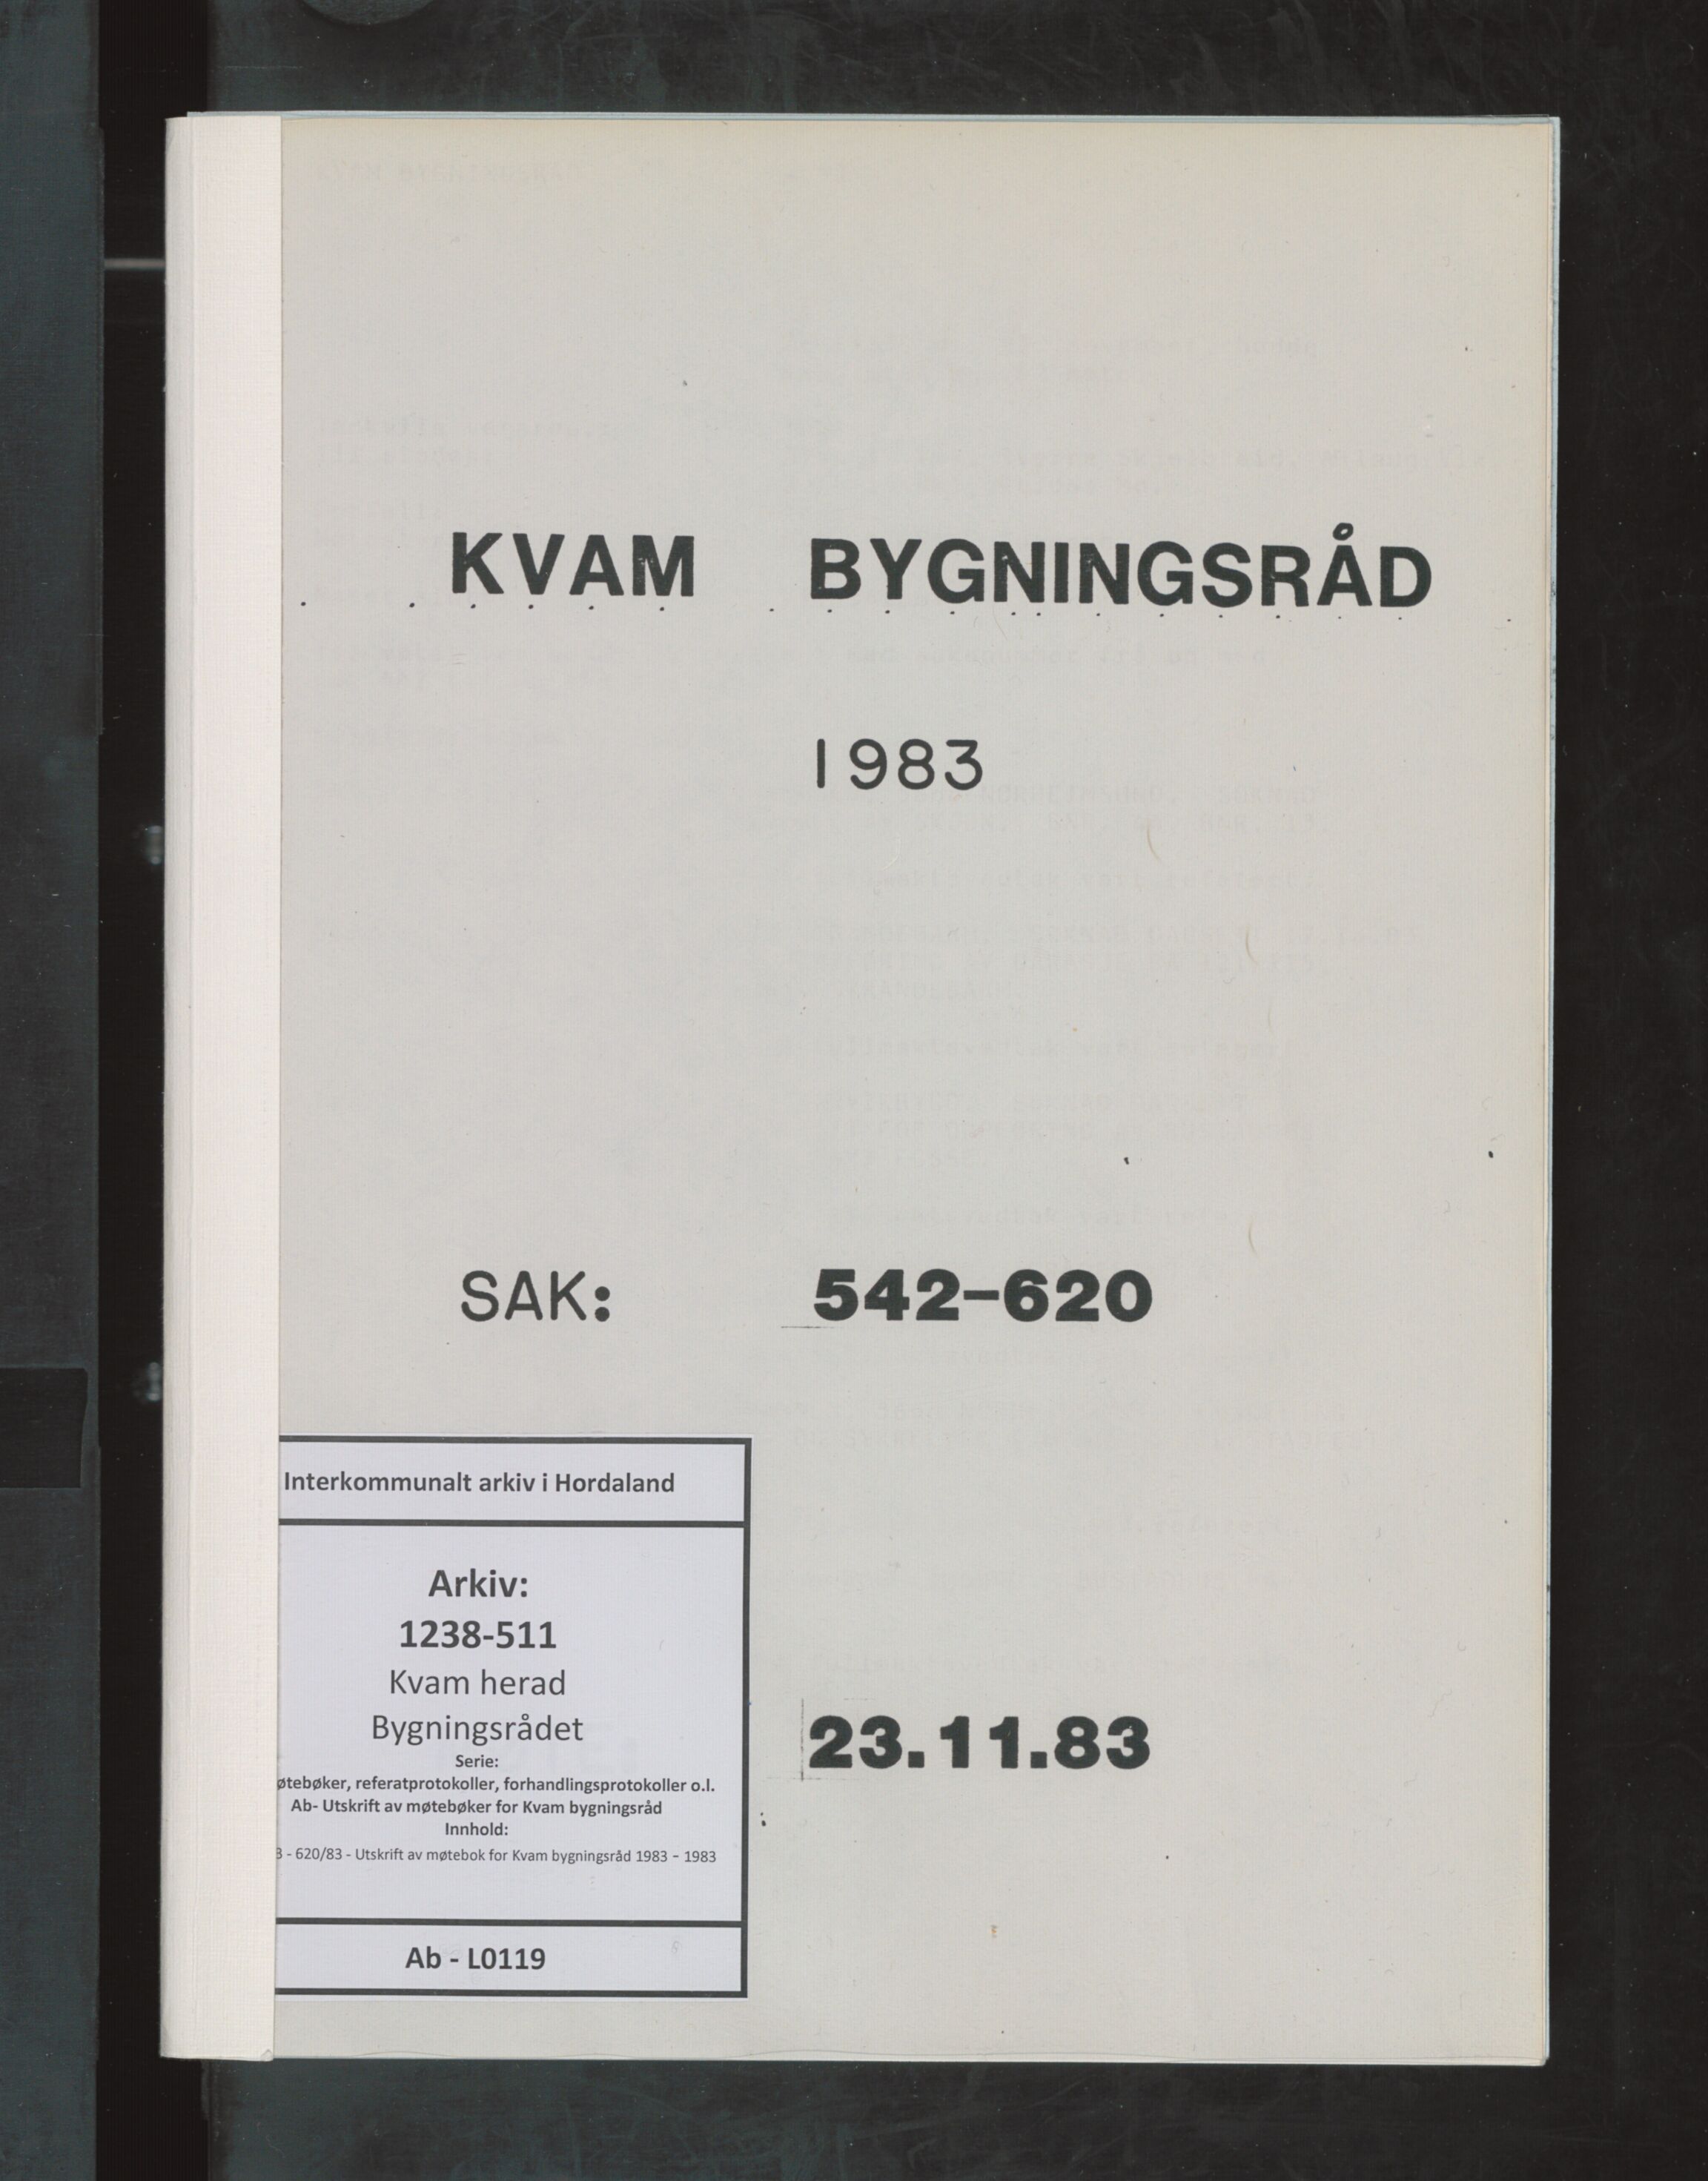 KVAM BYGNINGSRÅD
1983
SAK: 542-620
23.11.83
Interkommunalt arkiv i Hordaland
Arkiv:
1238-511
Kvam herad
Bygningsrådet
Serie:
øtebøker, referatprotokoller, forhandlingsprotokoller o.l.
Ab- Utskrift av møtebøker for Kvam bygningsråd
Innhold:
3 - 620/83 - Utskrift av møtebok for Kvam bygningsråd 1983 - 1983
Ab - L0119